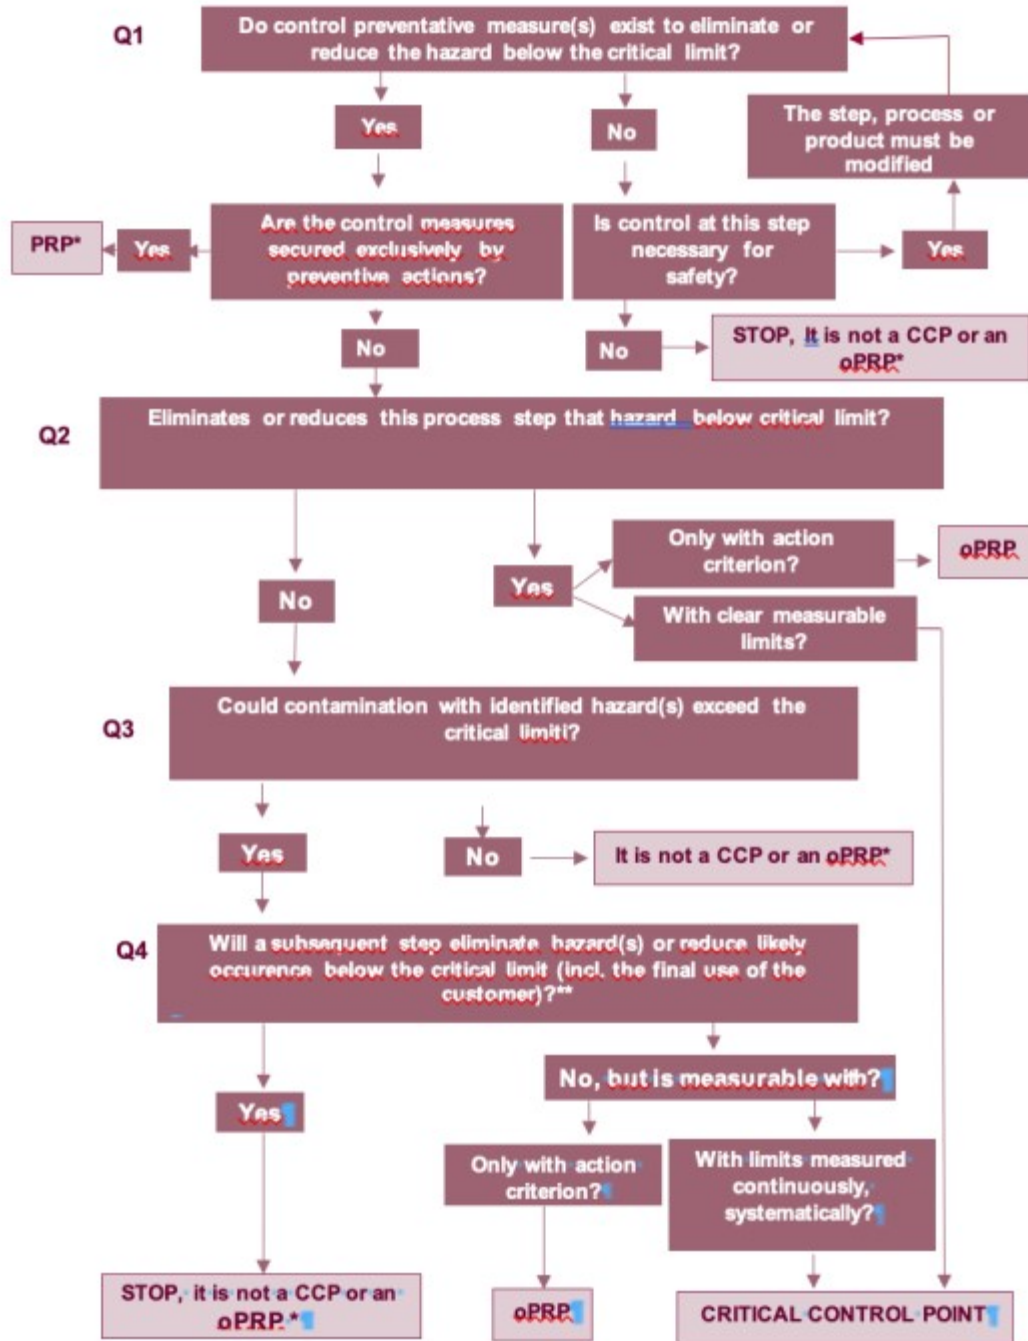 Q1
Do control preventative measure(s) exist to eliminate or
reduce the hazard below the critical limit?
Yes
No
The step, process or
product must be
modified
PRP*
Yes
Are the control measures
secured exclusively by
preventive actions?
Is control at this step
necessary for
safety?
Yes
No
No
STOP, It is not a CCP or an
oPRP*
Q2
Eliminates or reduces this process step that hazard below critical limit?
No
Yes
Only with action
criterion?
oPRP
With clear measurable
limits?
Q3
Could contamination with identified hazard(s) exceed the
critical limiti?
Yes
No
It is not a CCP or an oPRP*
Q4
Will a subsequent step eliminate hazard(s) or reduce likely
occurence below the critical limit (incl. the final use of the
customer)?**
Yes¶
No, but is measurable with?¶
Only with action
criterion?¶
With limits measured
continuously,
systematically?¶
STOP, it is not a CCP or an
oPRP *¶
oPRP¶
CRITICAL CONTROL POINT¶